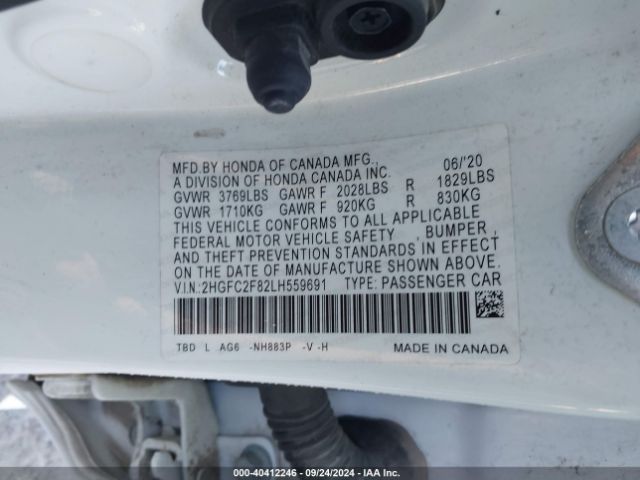 MFD.BY HONDA OF CANADA MFG., 06/'20
A DIVISION OF HONDA CANADA INC.
GVWR 3769LBS GAWR F 2028LBS R 1829LBS
GVWR 1710KG GAWR F 920KG R 830KG
THIS VEHICLE CONFORMS TO ALL APPLICABLE
FEDERAL MOTOR VEHICLE SAFETY , BUMPER ,
AND THEFT PREVENTION STANDARDS IN EFFECT
ON THE DATE OF MANUFACTURE SHOWN ABOVE.
V.I.N:2HGFC2F82LH559691 TYPE: PASSENGER CAR
TBD L AG6 -NH883P -V -H MADE IN CANADA
000-40412246 - 09/24/2024 - IAA Inc.